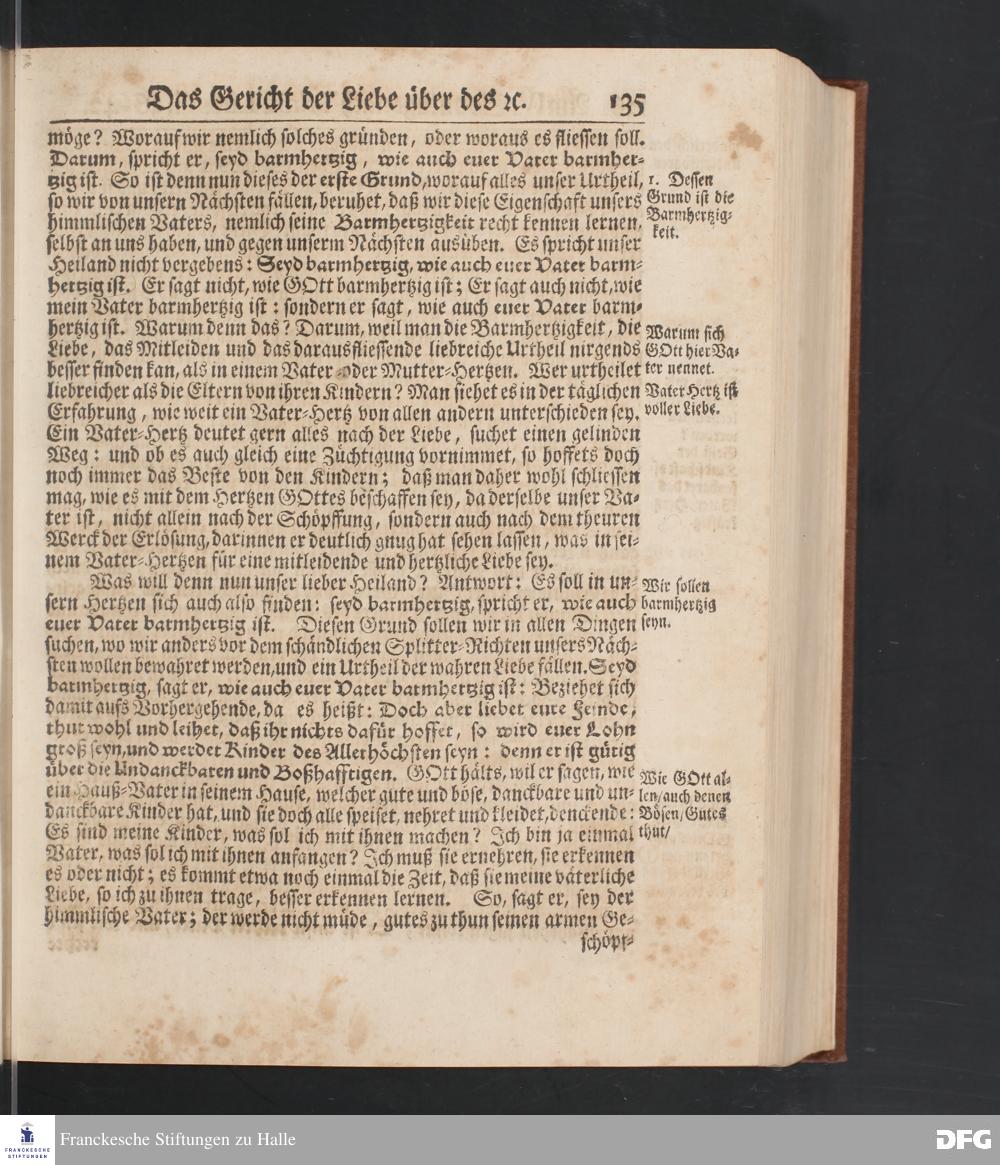 Das Gericht der Liebe über des ꝛc. 135
möge? Worauf wir nemlich solches gründen, oder woraus es fliessen soll.
Darum, spricht er, seyd barmhertzig, wie auch euer Vater barmher-
tzig ist. So ist denn nun dieses der erste Grund, worauf alles unser Urtheil,
so wir von unsern Nächsten fällen, beruhet, daß wir diese Eigenschaft unsers
himmlischen Vaters, nemlich seine Barmhertzigkeit recht kennen lernen,
selbst an uns haben, und gegen unserm Nächsten ausüben. Es spricht unser
Heiland nicht vergebens: Seyd barmhertzig, wie auch euer Vater barm-
hertzig ist. Er sagt nicht, wie GOtt barmhertzig ist; Er sagt auch nicht, wie
mein Vater barmhertzig ist: sondern er sagt, wie auch euer Vater barm-
hertzig ist. Warum denn das? Darum, weil man die Barmhertzigkeit, die
Liebe, das Mitleiden und das darausfliessende liebreiche Urtheil nirgends
besser finden kan, als in einem Vater- oder Mutter-Hertzen. Wer urtheilet
liebreicher als die Eltern von ihren Kindern? Man siehet es in der täglichen
Erfahrung, wie weit ein Vater-Hertz von allen andern unterschieden sey.
Ein Vater-Hertz deutet gern alles nach der Liebe, suchet einen gelinden
Weg: und ob es auch gleich eine Züchtigung vornimmet, so hoffets doch
noch immer das Beste von den Kindern; daß man daher wohl schliessen
mag, wie es mit dem Hertzen GOttes beschaffen sey, da derselbe unser Va-
ter ist, nicht allein nach der Schöpffung, sondern auch nach dem theuren
Werck der Erlösung, darinnen er deutlich gnug hat sehen lassen, was in sei-
nem Vater-Hertzen für eine mitleidende und hertzliche Liebe sey.
Was will denn nun unser lieber Heiland? Antwort: Es soll in un-
sern Hertzen sich auch also finden: seyd barmhertzig, spricht er, wie auch
euer Vater barmhertzig ist. Diesen Grund sollen wir in allen Dingen
suchen, wo wir anders vor dem schändlichen Splitter-Richten unsers Näch-
sten wollen bewahret werden, und ein Urtheil der wahren Liebe fällen. Seyd
barmhertzig, sagt er, wie auch euer Vater barmhertzig ist: Beziehet sich
damit aufs Vorhergehende, da es heißt: Doch aber liebet eure Feinde,
thut wohl und leihet, daß ihr nichts dafür hoffet, so wird euer Lohn
groß seyn, und werdet Kinder des Allerhöchsten seyn: denn er ist gütig
über die Undanckbaren und Boßhafftigen. GOtt hälts, wil er sagen, wie
ein Hauß-Vater in seinem Hause, welcher gute und böse, danckbare und un-
danckbare Kinder hat, und sie doch alle speiset, nehret und kleidet, denckende:
Es sind meine Kinder, was sol ich mit ihnen machen? Ich bin ja einmal
Vater, was sol ich mit ihnen anfangen? Ich muß sie ernehren, sie erkennen
es oder nicht; es kommt etwa noch einmal die Zeit, daß sie meine väterliche
Liebe, so ich zu ihnen trage, besser erkennen lernen. So, sagt er, sey der
himmlische Vater; der werde nicht müde, gutes zu thun seinen armen Ge-
schöpf-
1. Dessen
Grund ist die
Barmhertzig-
keit.
Warum sich
GOtt hier Va-
ter nennet.
Vater-Hertz ist
voller Liebe.
Wir sollen
barmhertzig
seyn.
Wie GOtt al-
len/ auch denen
Bösen/ Gutes
thut/
FRANCKESCHE
STIFTUNGEN
Franckesche Stiftungen zu Halle
DFG